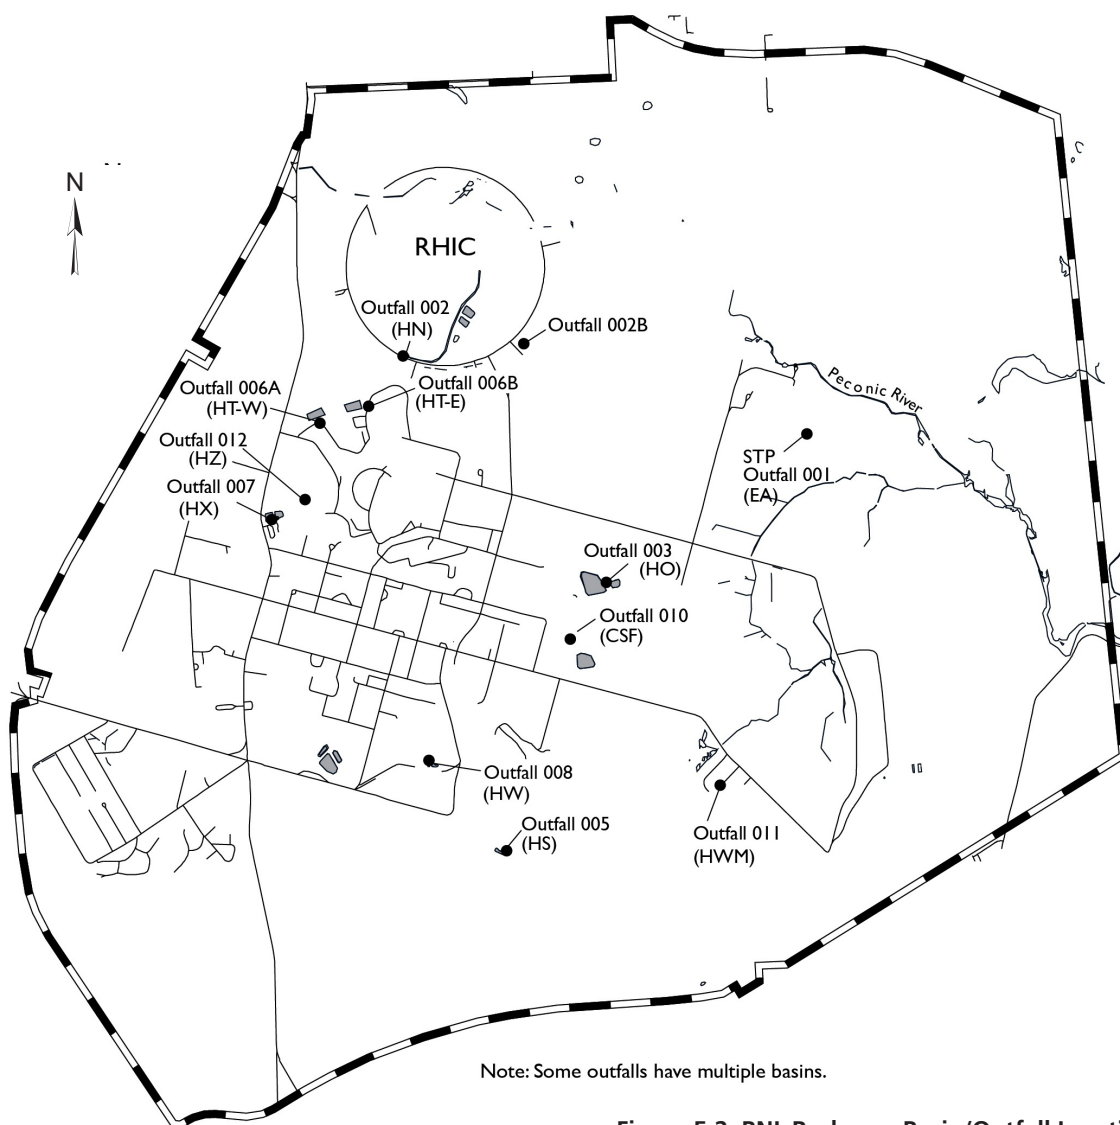 N
RHIC
Outfall 002
(HN)
Outfall 002B
Outfall 006A
(HT-W)
Outfall 006B
(HT-E)
Peconic River
Outfall 012
(HZ)
STP
Outfall 001
(EA)
Outfall 007
(HX)
Outfall 003
(HO)
Outfall 010
(CSF)
Outfall 008
(HW)
Outfall 005
(HS)
Outfall 011
(HWM)
Note: Some outfalls have multiple basins.